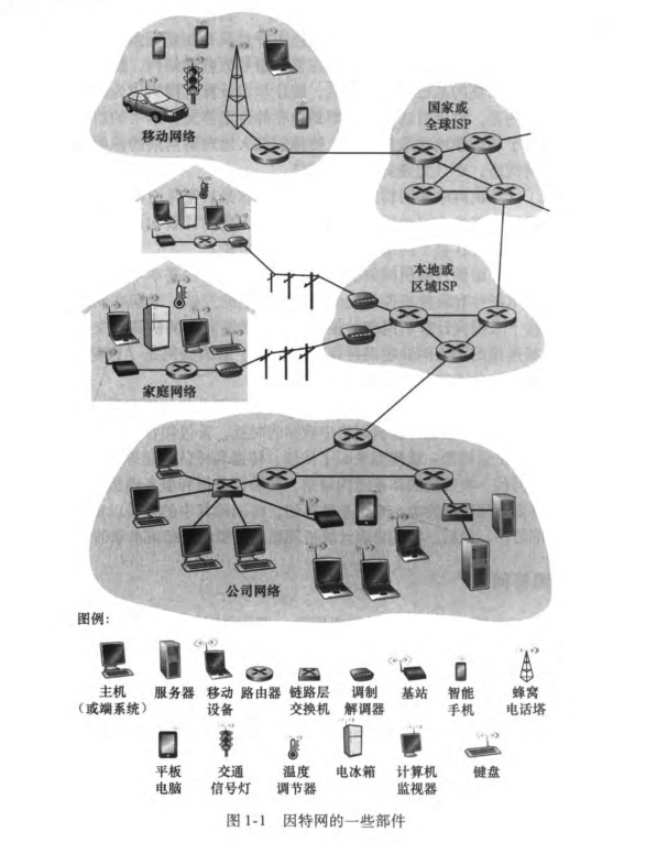 国家或
全球ISP
移动网络
本地或
区域ISP
家庭网络
公司网络
图例:
主机
(或端系统)
服务器
移动
设备
路由器
链路层
交换机
调制
解调器
基站
智能
手机
蜂窝
电话塔
平板
电脑
交通
信号灯
温度
调节器
电冰箱
计算机
监视器
键盘
图1-1 因特网的一些部件